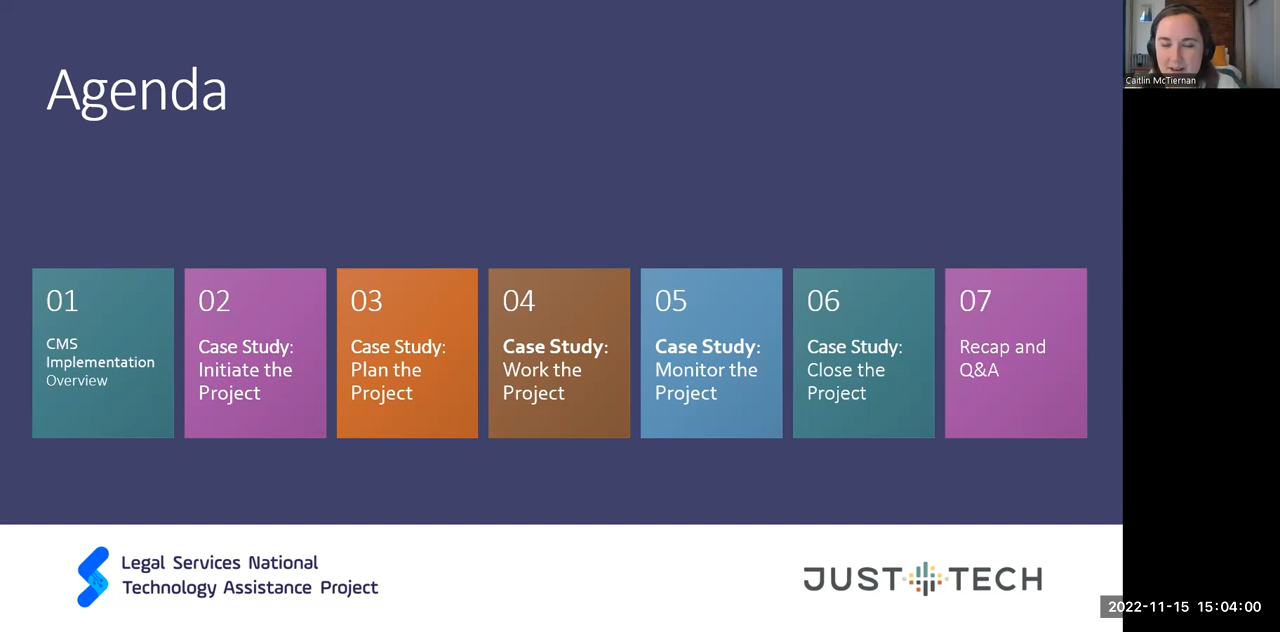 Agenda
Caitlin McTiernan
01
CMS
Implementation
Overview
02
Case Study:
Initiate the
Project
03
Case Study:
Plan the
Project
04
Case Study:
Work the
Project
05
Case Study:
Monitor the
Project
06
Case Study:
Close the
Project
07
Recap and
Q&A
Legal Services National
Technology Assistance Project
JUST TECH
2022-11-15 15:04:00